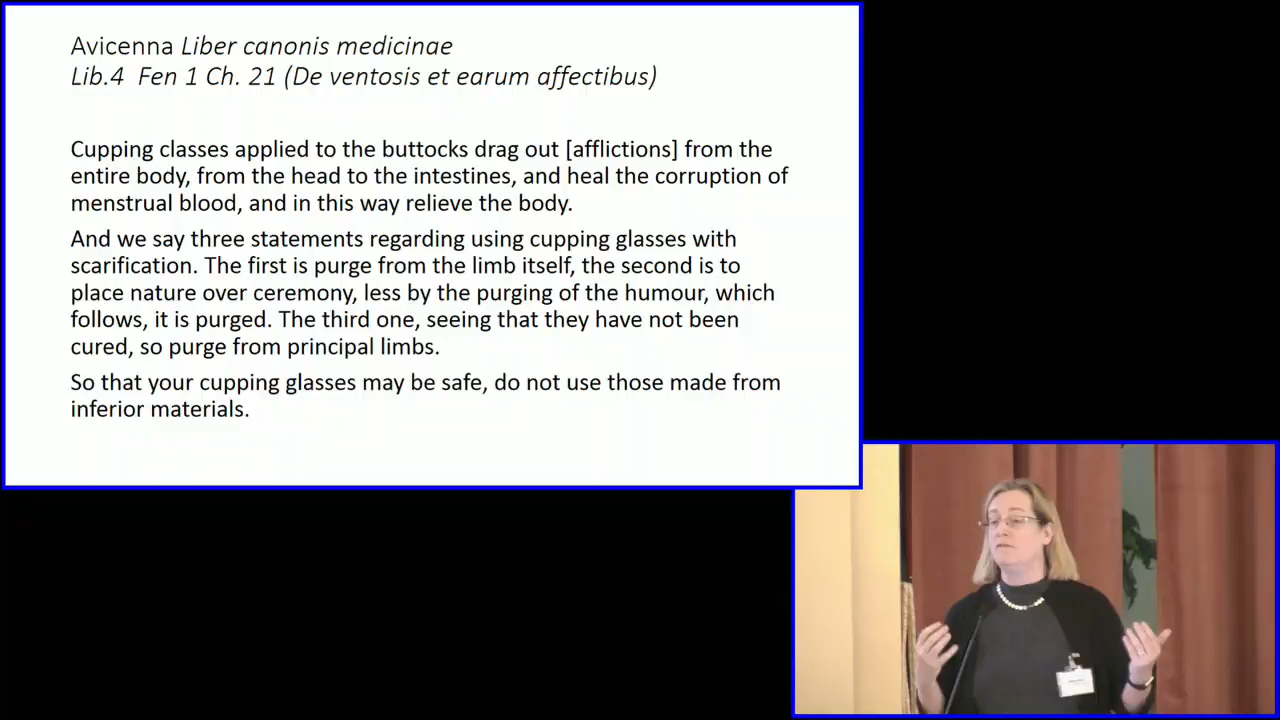 Avicenna Liber canonis medicinae
Lib.4 Fen 1 Ch. 21 (De ventosis et earum affectibus)
Cupping classes applied to the buttocks drag out [afflictions] from the
entire body, from the head to the intestines, and heal the corruption of
menstrual blood, and in this way relieve the body.
And we say three statements regarding using cupping glasses with
scarification. The first is purge from the limb itself, the second is to
place nature over ceremony, less by the purging of the humour, which
follows, it is purged. The third one, seeing that they have not been
cured, so purge from principal limbs.
So that your cupping glasses may be safe, do not use those made from
inferior materials.